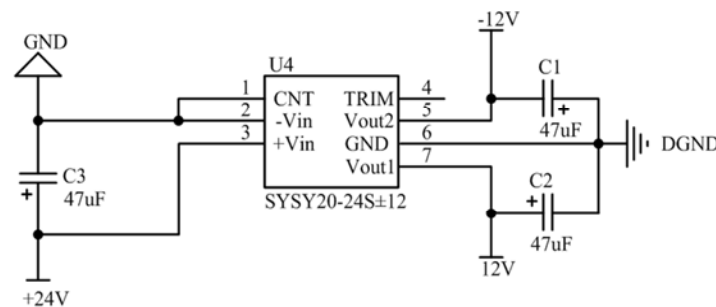 GND
-12V
U4
C1
1
CNT
TRIM
4
2
-Vin
Vout2
5
+
47uF
3
+Vin
GND
6
DGND
Vout1
7
C3
+
47uF
SYSY20-24S±12
C2
+
47uF
+24V
12V